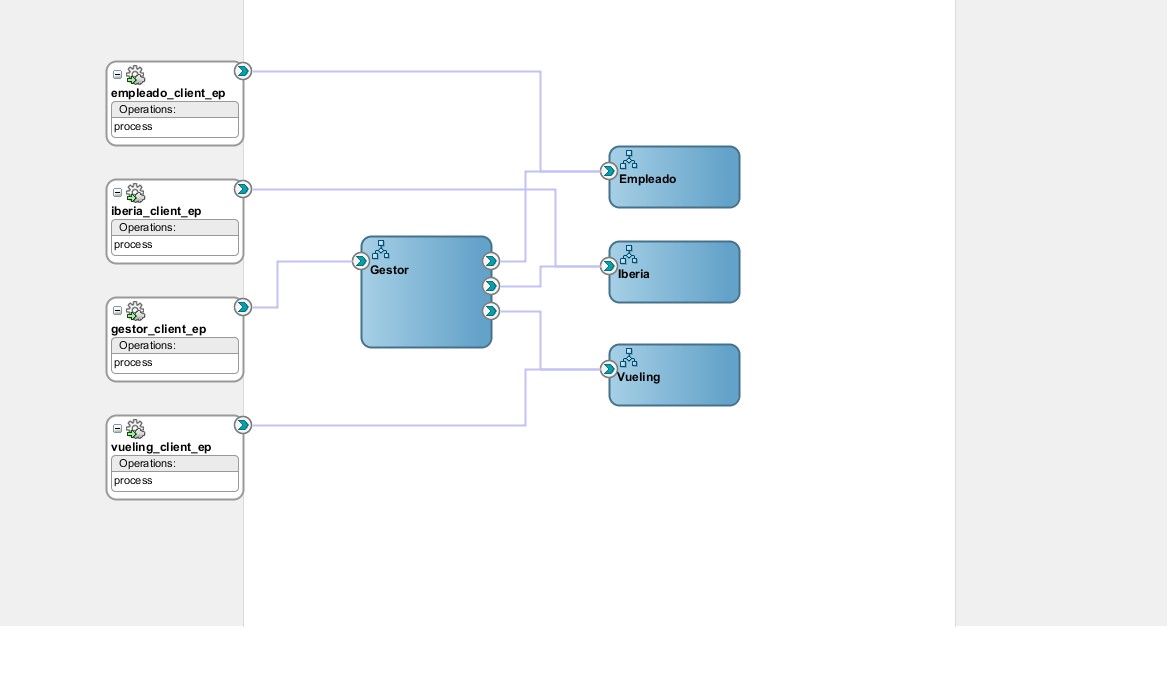 empleado_client_ep
Operations:
process
iberia_client_ep
Operations:
process
gestor_client_ep
Operations:
process
vueling_client_ep
Operations:
process
Gestor
Empleado
Iberia
Vueling